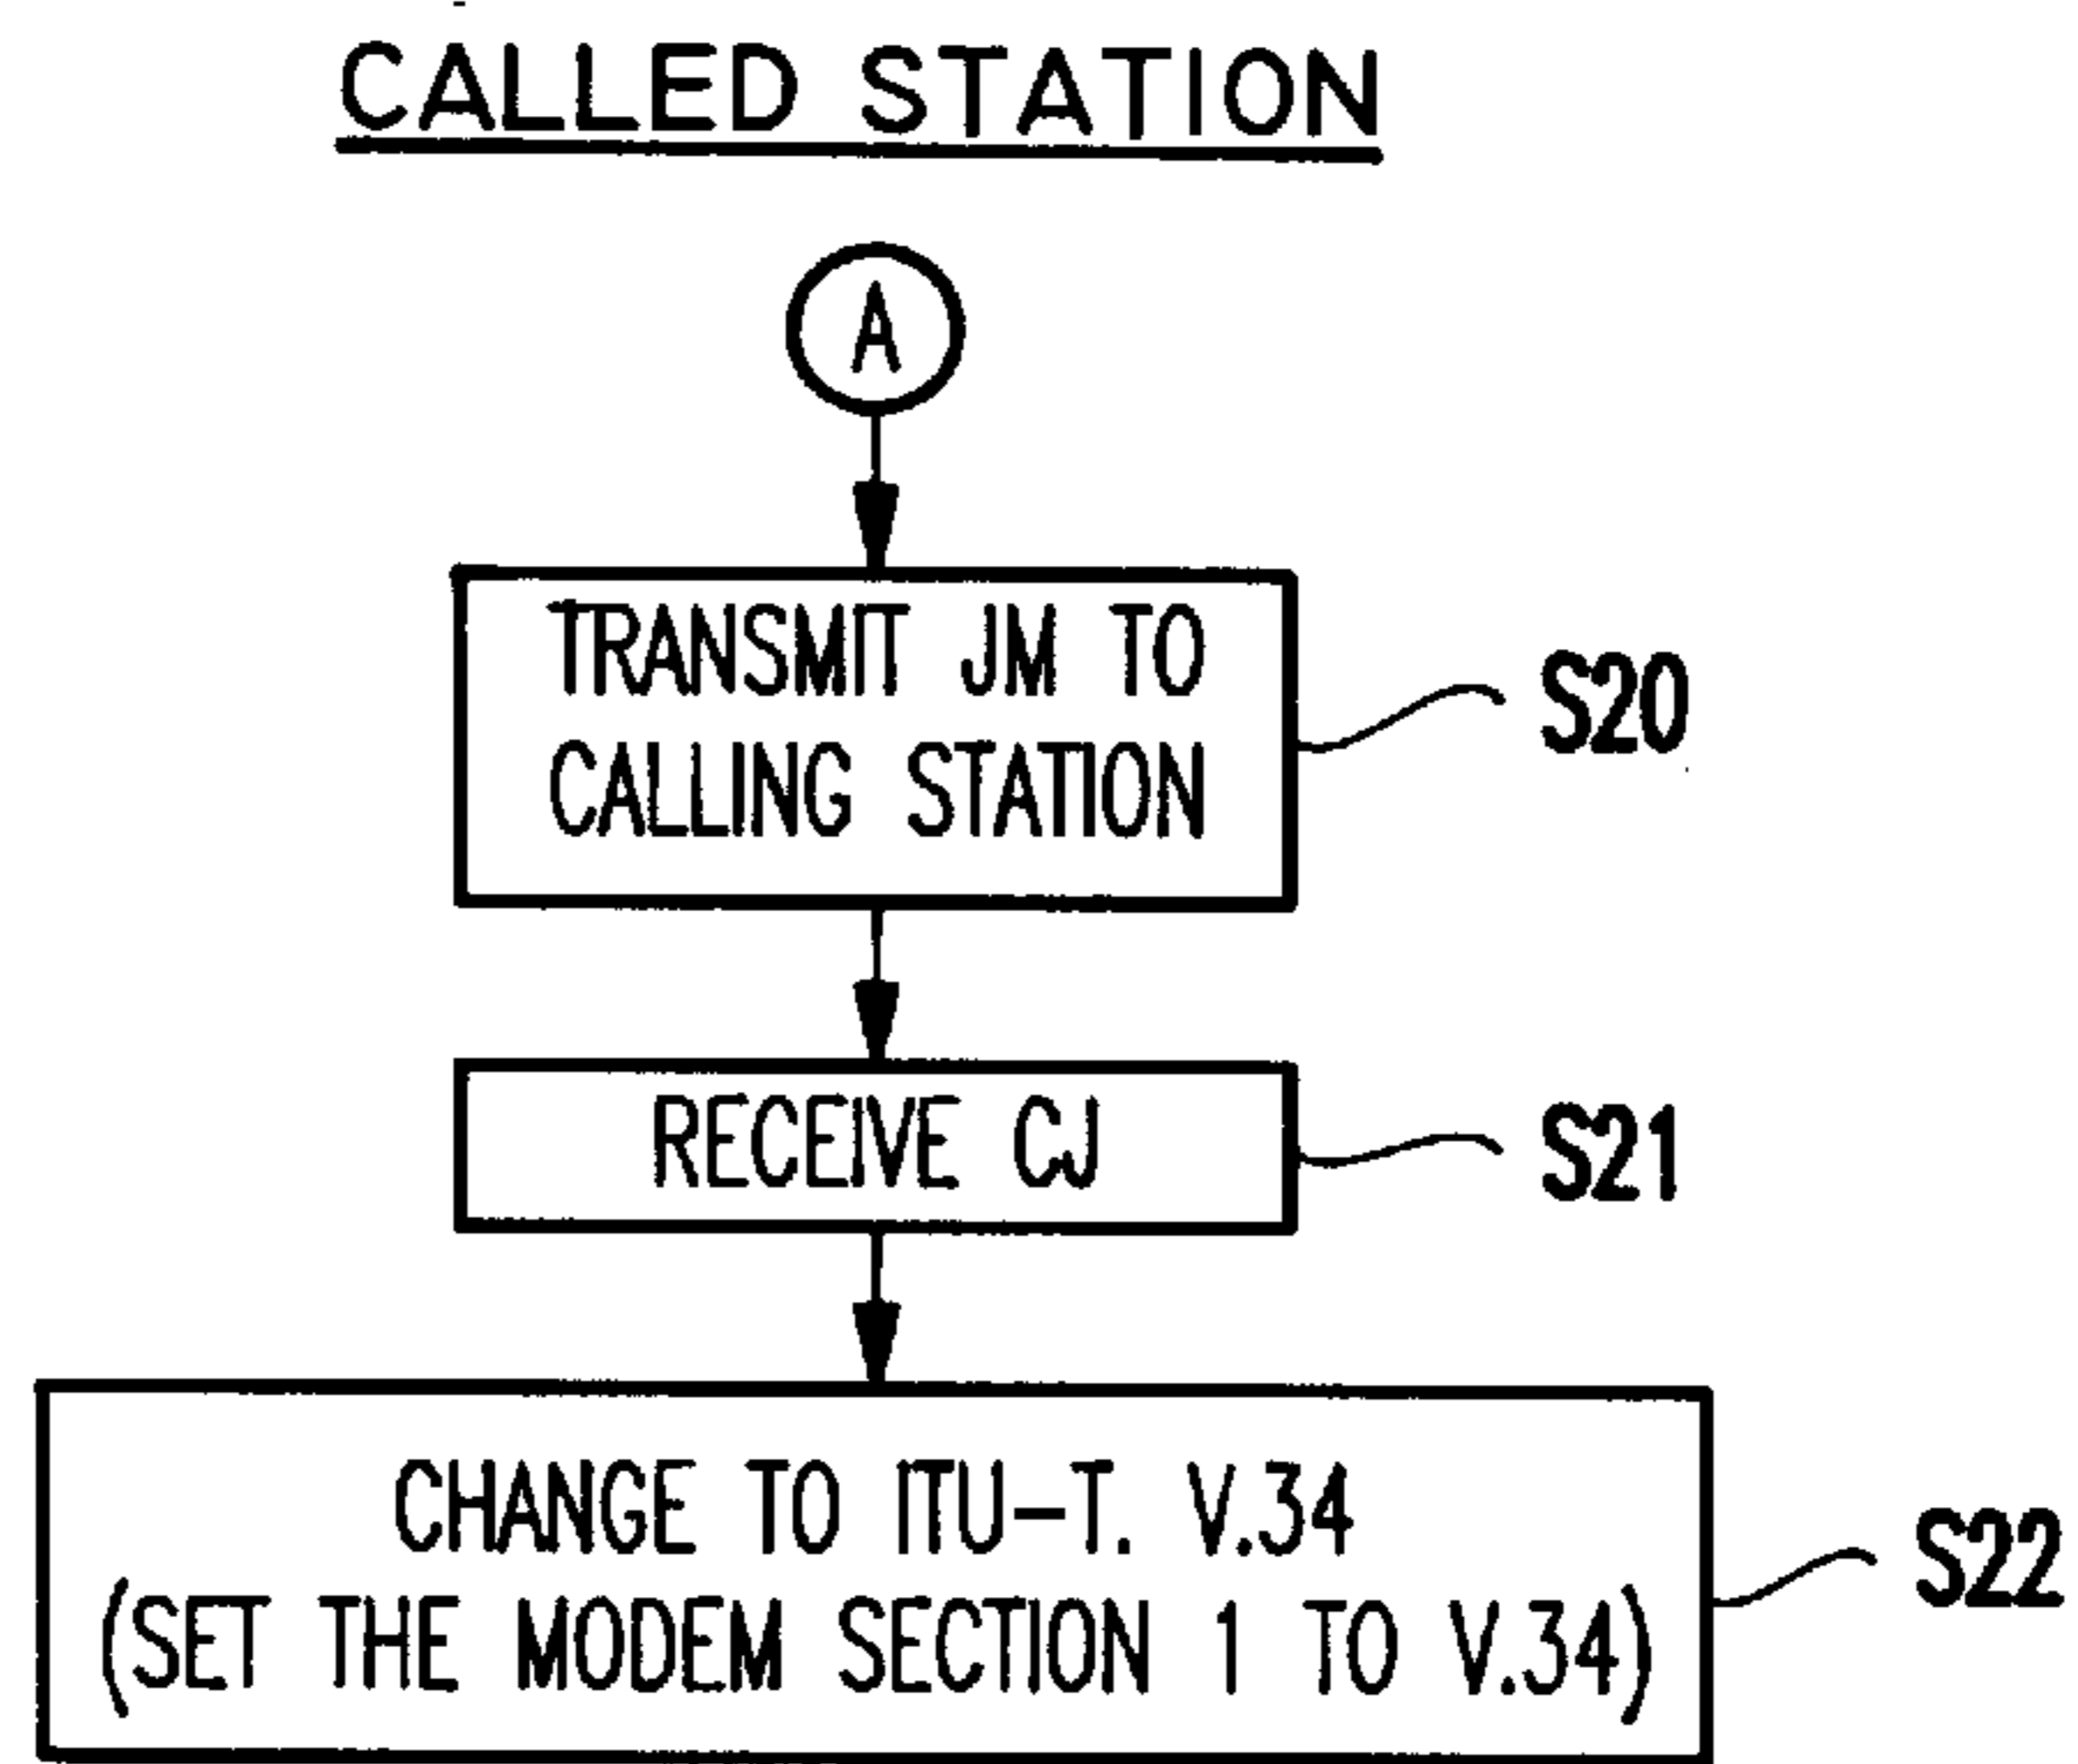 CALLED STATION
A
TRANSMIT JM TO
CALLING STATION
S20
RECEIVE CJ
S21
CHANGE TO ITU-T. V.34
(SET THE MODEM SECTION 1 TO V.34)
S22